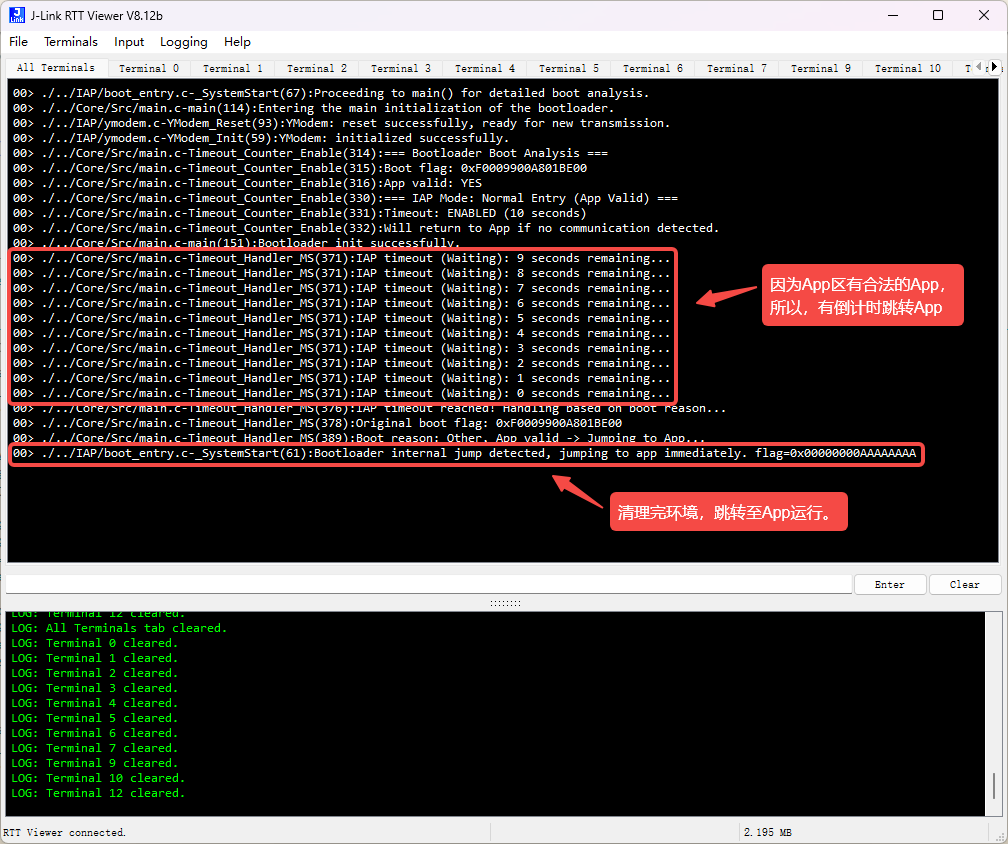 J-Link RTT Viewer V8.12b
File Terminals Input Logging Help
All Terminals Terminal 0 Terminal 1 Terminal 2 Terminal 3 Terminal 4 Terminal 5 Terminal 6 Terminal 7 Terminal 9 Terminal 10
00> ./../IAP/boot_entry.c-_SystemStart(67):Proceeding to main() for detailed boot analysis.
00> ./../Core/Src/main.c-main(114):Entering the main initialization of the bootloader.
00> ./../IAP/ymodem.c-YModem_Reset(93):YModem: reset successfully, ready for new transmission.
00> ./../IAP/ymodem.c-YModem_Init(59):YModem: initialized successfully.
00> ./../Core/Src/main.c-Timeout_Counter_Enable(314):=== Bootloader Boot Analysis ===
00> ./../Core/Src/main.c-Timeout_Counter_Enable(315):Boot flag: 0xF0009900A801BE00
00> ./../Core/Src/main.c-Timeout_Counter_Enable(316):App valid: YES
00> ./../Core/Src/main.c-Timeout_Counter_Enable(330):=== IAP Mode: Normal Entry (App Valid) ===
00> ./../Core/Src/main.c-Timeout_Counter_Enable(331):Timeout: ENABLED (10 seconds)
00> ./../Core/Src/main.c-Timeout_Counter_Enable(332):Will return to App if no communication detected.
00> ./../Core/Src/main.c-main(151):Bootloader init successfully.
00> ./../Core/Src/main.c-Timeout_Handler_MS(371):IAP timeout (Waiting): 9 seconds remaining...
00> ./../Core/Src/main.c-Timeout_Handler_MS(371):IAP timeout (Waiting): 8 seconds remaining...
00> ./../Core/Src/main.c-Timeout_Handler_MS(371):IAP timeout (Waiting): 7 seconds remaining...
00> ./../Core/Src/main.c-Timeout_Handler_MS(371):IAP timeout (Waiting): 6 seconds remaining...
00> ./../Core/Src/main.c-Timeout_Handler_MS(371):IAP timeout (Waiting): 5 seconds remaining...
00> ./../Core/Src/main.c-Timeout_Handler_MS(371):IAP timeout (Waiting): 4 seconds remaining...
00> ./../Core/Src/main.c-Timeout_Handler_MS(371):IAP timeout (Waiting): 3 seconds remaining...
00> ./../Core/Src/main.c-Timeout_Handler_MS(371):IAP timeout (Waiting): 2 seconds remaining...
00> ./../Core/Src/main.c-Timeout_Handler_MS(371):IAP timeout (Waiting): 1 seconds remaining...
00> ./../Core/Src/main.c-Timeout_Handler_MS(371):IAP timeout (Waiting): 0 seconds remaining...
因为App区有合法的App，
所以，有倒计时跳转App
00> ./../Core/Src/main.c-Timeout_Handler_MS(376):IAP timeout reached! Handling based on boot reason...
00> ./../Core/Src/main.c-Timeout_Handler_MS(378):Original boot flag: 0xF0009900A801BE00
00> ./../Core/Src/main.c-Timeout_Handler_MS(389):Boot reason: Other, App valid -> Jumping to App...
00> ./../IAP/boot_entry.c-_SystemStart(61):Bootloader internal jump detected, jumping to app immediately. flag=0x00000000AAAAAAAA
清理完环境，跳转至App运行。
Enter Clear
LOG: Terminal 12 cleared.
LOG: All Terminals tab cleared.
LOG: Terminal 0 cleared.
LOG: Terminal 1 cleared.
LOG: Terminal 2 cleared.
LOG: Terminal 3 cleared.
LOG: Terminal 4 cleared.
LOG: Terminal 5 cleared.
LOG: Terminal 6 cleared.
LOG: Terminal 7 cleared.
LOG: Terminal 9 cleared.
LOG: Terminal 10 cleared.
LOG: Terminal 12 cleared.
RTT Viewer connected. 2.195 MB